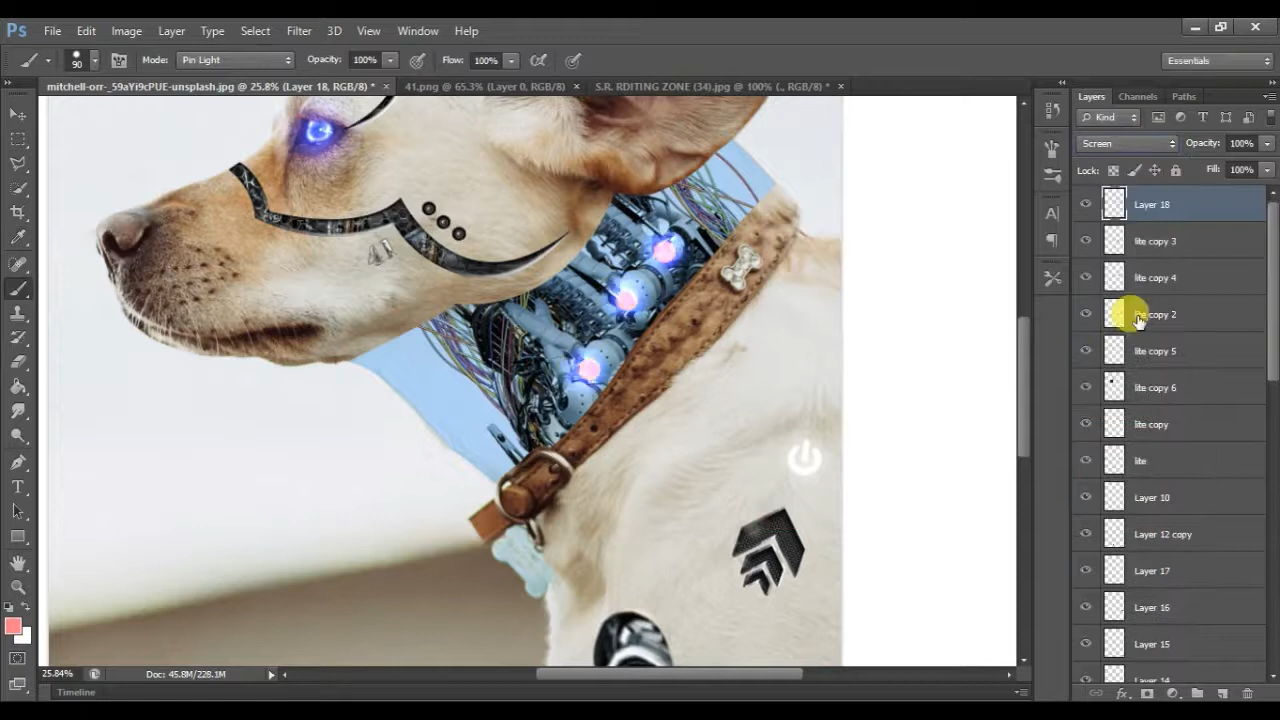 Ps File Edit Image Layer Type Select Filter 3D View Window Help
90 Mode: Pin Light Opacity: 100% Flow: 100% Essentials
mitchell-orr-_59aYi9cPUE-unsplash.jpg @ 25.8% (Layer 18, RGB/8) * × 41.png @ 65.3% (Layer 0, RGB/8) × S.R. RDITING ZONE (34).jpg @ 100% (., RGB/8) * ×
Layers Channels Paths
Kind
Screen Opacity: 100%
Lock: Fill: 100%
Layer 18
lite copy 3
lite copy 4
copy 2
lite copy 5
lite copy 6
lite copy
lite
Layer 10
Layer 12 copy
Layer 17
Layer 16
Layer 15
Layer 14
25.84% Doc: 45.8M/228.1M
Timeline